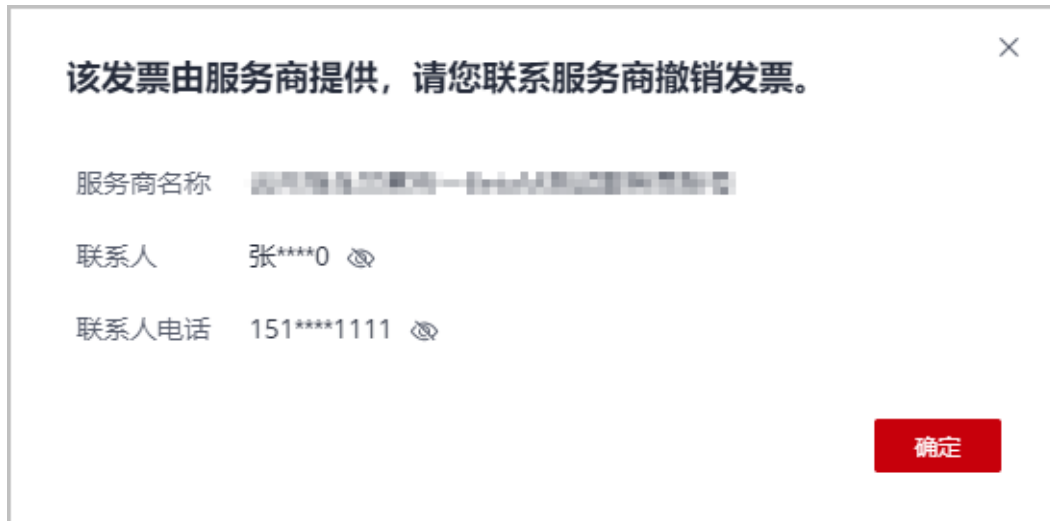 该发票由服务商提供，请您联系服务商撤销发票。
服务商名称
联系人 张****0
联系人电话 151****1111
确定